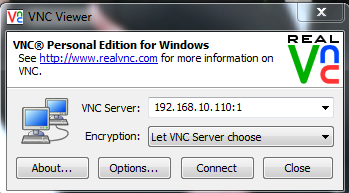 VNC Viewer
VNC® Personal Edition for Windows
See http://www.realvnc.com for more information on
VNC.
REAL
VNC
VNC Server: 192.168.10.110:1
Encryption: Let VNC Server choose
About... Options... Connect Close